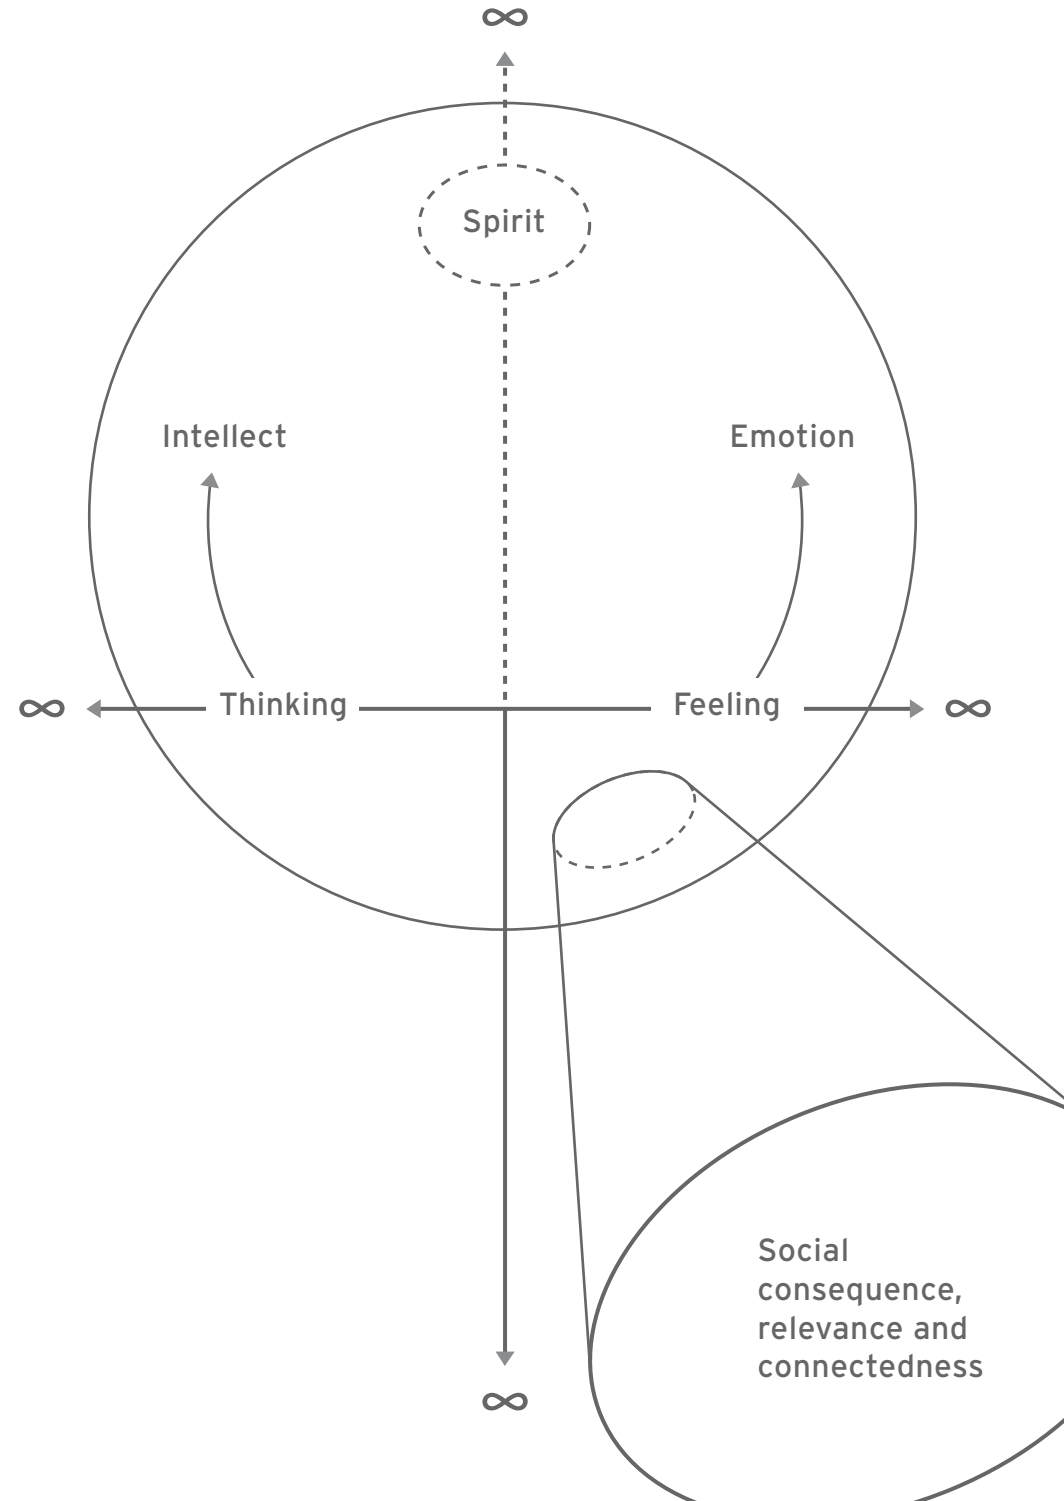 ∞
Spirit
Intellect
Emotion
∞
Thinking
Feeling
∞
Social
consequence,
relevance and
connectedness
∞